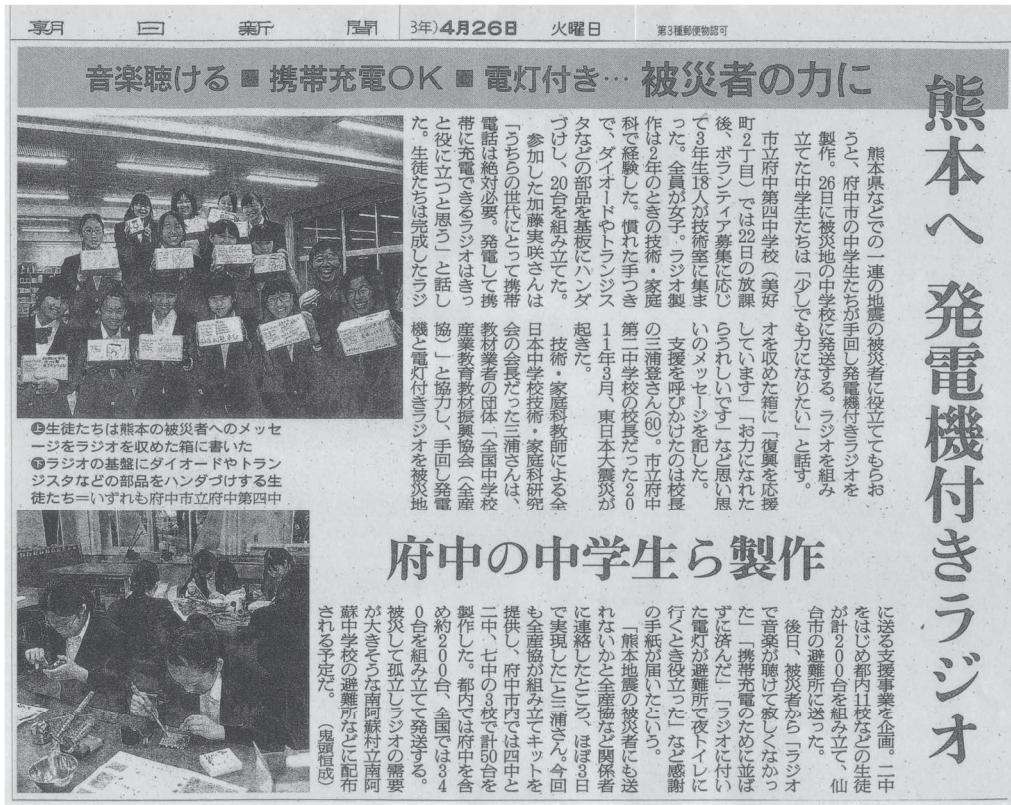 朝日新聞 3年)4月26日 火曜日 第3種郵便物認可
音楽聴ける ■ 携帯充電OK ■ 電灯付き… 被災者の力に
熊本へ 発電機付きラジオ
府中の中学生ら製作
熊本県などでの一連の地震の被災者に役立ててもらお
うと、府中市の中学生たちが手回し発電機付きラジオを
製作。26日に被災地の中学校に発送する。ラジオを組み
立てた中学生たちは「少しでも力になりたい」と話す。
市立府中第四中学校(美好
町2丁目)では22日の放課
後、ボランティア募集に応じ
て3年生18人が技術室に集ま
った。全員が女子。ラジオ製
作は2年のときの技術・家庭
科で経験した。慣れた手つき
で、ダイオードやトランジス
タなどの部品を基板にハンダ
づけし、20台を組み立てた。
参加した加藤実咲さんは
「うちらの世代にとって携帯
電話は絶対必要。発電して携
帯に充電できるラジオはきっ
と役に立つと思う」と話し
た。生徒たちは完成したラジ
オを収めた箱に「復興を応援
しています」「お力になれた
らうれしいです」など思い思
いのメッセージを記した。
支援を呼びかけたのは校長
の三浦登さん(60)。市立府中
第二中学校の校長だった20
11年3月、東日本大震災が
起きた。
技術・家庭科教師による全
日本中学校技術・家庭科研究
会の会長だった三浦さんは、
教材業者の団体「全国中学校
産業教育教材振興協会(全産
協)」と協力し、手回し発電
機と電灯付きラジオを被災地
に送る支援事業を企画。二中
をはじめ都内11校などの生徒
が計200台を組み立て、仙
台市の避難所に送った。
後日、被災者から「ラジオ
で音楽が聴けて寂しくなかっ
た」「携帯充電のために並ば
ずに済んだ」「ラジオに付い
た電灯が避難所で夜トイレに
行くとき役立った」など感謝
の手紙が届いたという。
「熊本地震の被災者にも送
れないかと全産協など関係者
に連絡したところ、ほぼ3日
で実現した」と三浦さん。今回
も全産協が組み立てキットを
提供し、府中市内では四中と
二中、七中の3校で計50台を
製作した。都内では府中を含
め約200台、全国では34
0台を組み立てて発送する。
被災して孤立しラジオの需要
が大きそうな南阿蘇村立南阿
蘇中学校の避難所などに配布
される予定だ。 (鬼頭恒成)
㊤生徒たちは熊本の被災者へのメッセ
ージをラジオを収めた箱に書いた
㊦ラジオの基盤にダイオードやトラン
ジスタなどの部品をハンダづけする生
徒たち=いずれも府中市立府中第四中